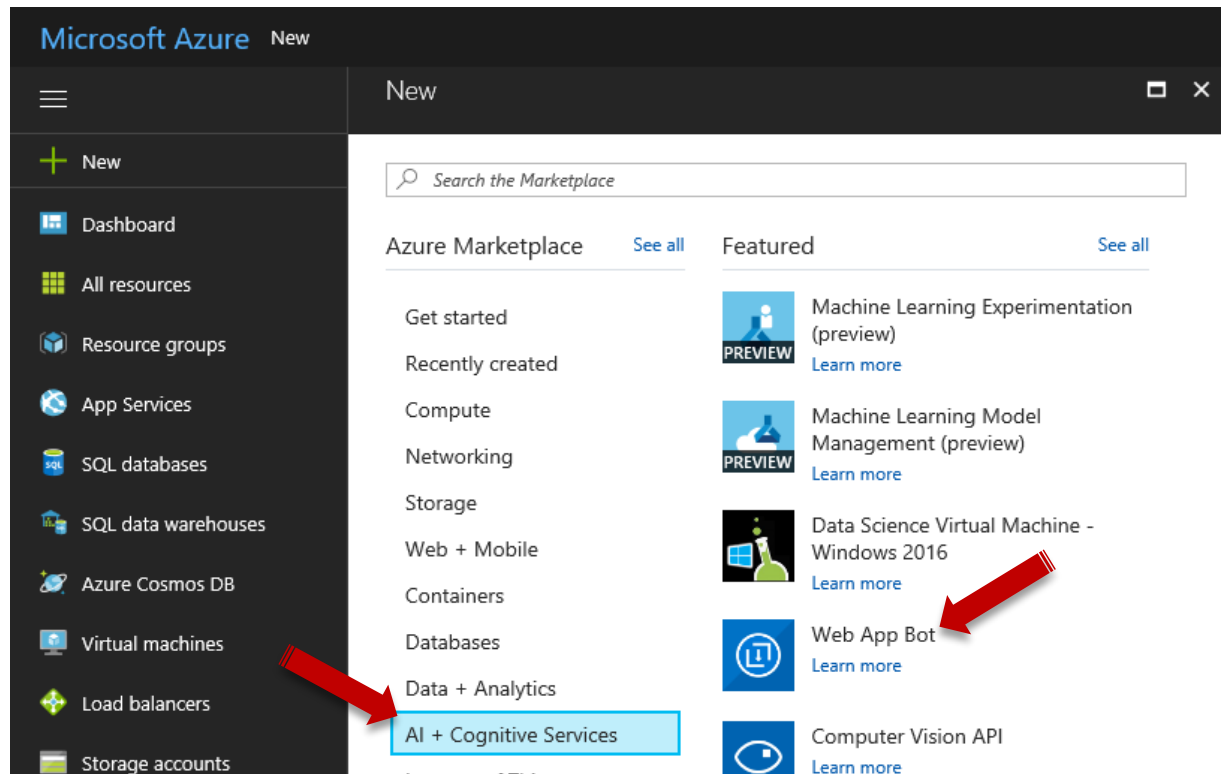 Microsoft Azure New
New
New
Search the Marketplace
Dashboard
All resources
Resource groups
App Services
SQL databases
SQL data warehouses
Azure Cosmos DB
Virtual machines
Load balancers
Storage accounts
Azure Marketplace See all
Get started
Recently created
Compute
Networking
Storage
Web + Mobile
Containers
Databases
Data + Analytics
AI + Cognitive Services
Featured See all
PREVIEW
Machine Learning Experimentation
(preview)
Learn more
PREVIEW
Machine Learning Model
Management (preview)
Learn more
Data Science Virtual Machine -
Windows 2016
Learn more
Web App Bot
Learn more
Computer Vision API
Learn more
SQL